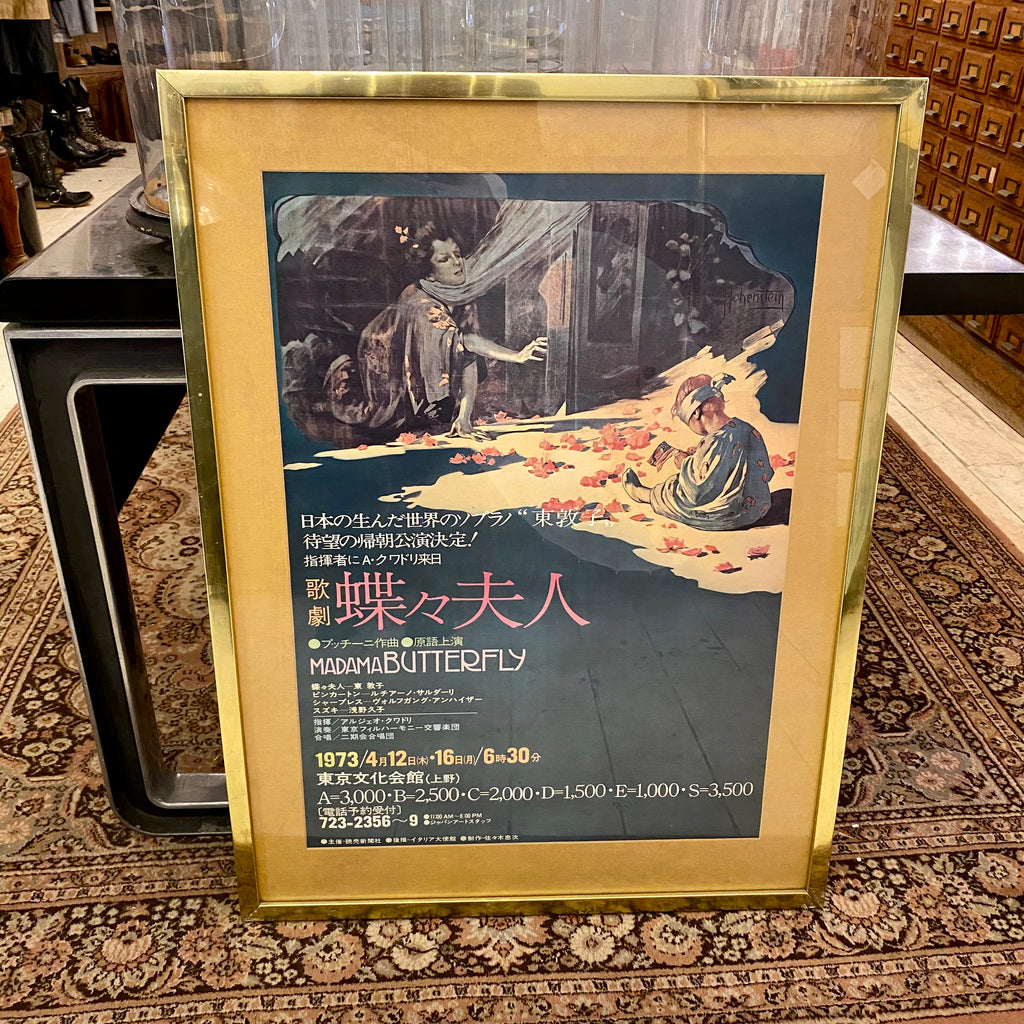 日本の生んだ世界のソプラノ“東敦子”
待望の帰朝公演決定！
指揮者にA・クワドリ来日
歌劇 蝶々夫人
●プッチーニ作曲●原語上演
MADAMA BUTTERFLY
蝶々夫人―東 敦子
ピンカートン―ルチアーノ・サルダーリ
シャープレス―ヴォルフガング・アンハイザー
スズキ―浅野久子
指揮／アルジェオ・クワドリ
演奏／東京フィルハーモニー交響楽団
合唱／二期会合唱団
1973/4月12日(木)・16日(月)/6時30分
東京文化会館(上野)
A=3,000・B=2,500・C=2,000・D=1,500・E=1,000・S=3,500
〔電話予約受付〕
723-2356〜9 ●11:00 AM〜6:00 PM
●ジャパンアートスタッフ
●主催・読売新聞社 ●後援・イタリア大使館 ●制作・佐々木忠次